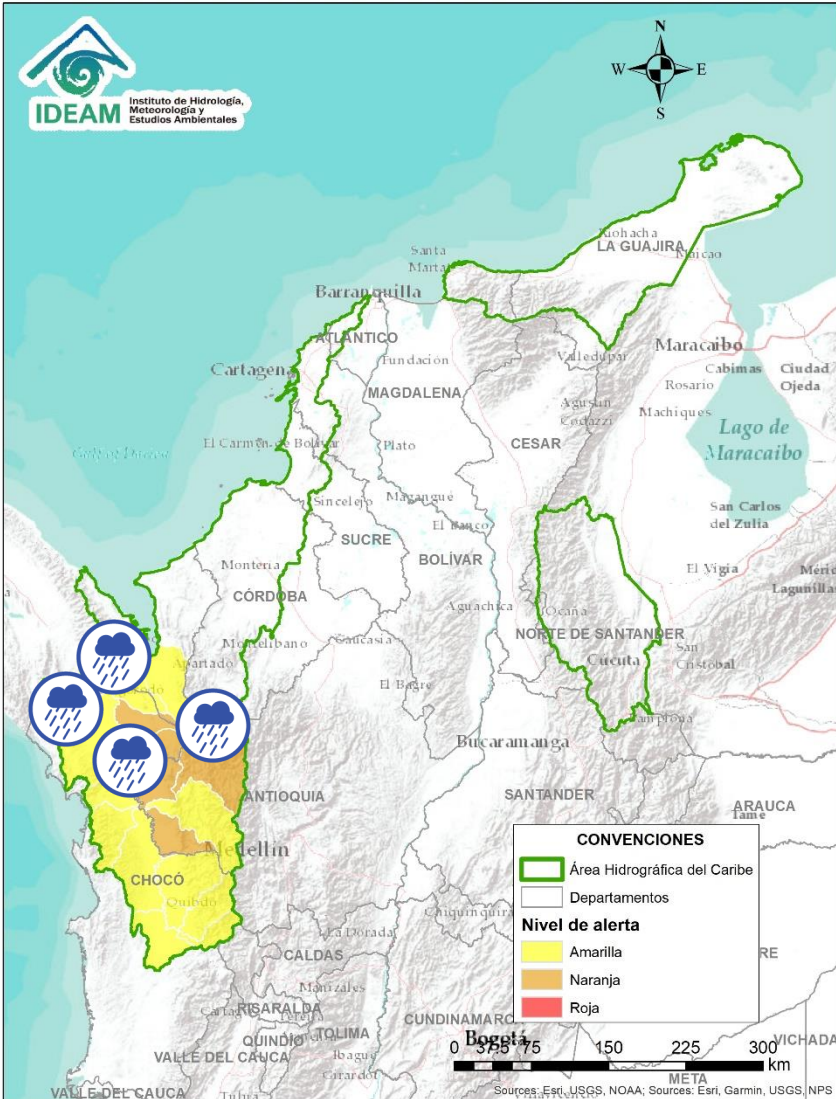 IDEAM
Instituto de Hidrología,
Meteorología y
Estudios Ambientales
N
W
E
S
Riohacha
LA GUAJIRA
Maicao
Santa
Marta
Barranquilla
ATLÁNTICO
Fundación
Valledupar
Maracaibo
Cartagena
Cabimas
Ciudad
Ojeda
Rosario
MAGDALENA
Machiques
Agustín
Codazzi
Lago de
Maracaibo
El Carmen de Bolívar
Plato
CESAR
Sincelejo
Magangué
San Carlos
del Zulia
El Banco
SUCRE
BOLÍVAR
Montería
El Vigía
CÓRDOBA
Aguachica
Ocaña
NORTE DE SANTANDER
Montelíbano
Caucasia
Cúcuta
San
Cristóbal
Apartado
El Bagre
Pamplona
Bucaramanga
ANTIOQUIA
SANTANDER
ARAUCA
Tame
Medellín
CHOCÓ
Quibdó
La Dorada
CALDAS
Manizales
RISARALDA
QUINDÍO
TOLIMA
Ibagué
Girardot
VALLE DEL CAUCA
CUNDINAMARC
Bogotá
VICHADA
META
VALLE DEL CAUCA
Tuluá
CONVENCIONES
Área Hidrográfica del Caribe
Departamentos
Nivel de alerta
Amarilla
Naranja
Roja
0 37,5 75 150 225 300
km
Sources: Esri, USGS, NOAA; Sources: Esri, Garmin, USGS, NPS